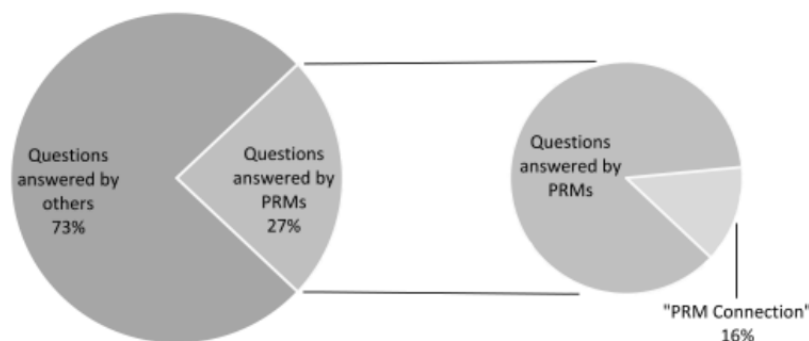 Questions
answered by
others
73%
Questions
answered by
PRMs
27%
Questions
answered by
PRMs
"PRM Connection"
16%